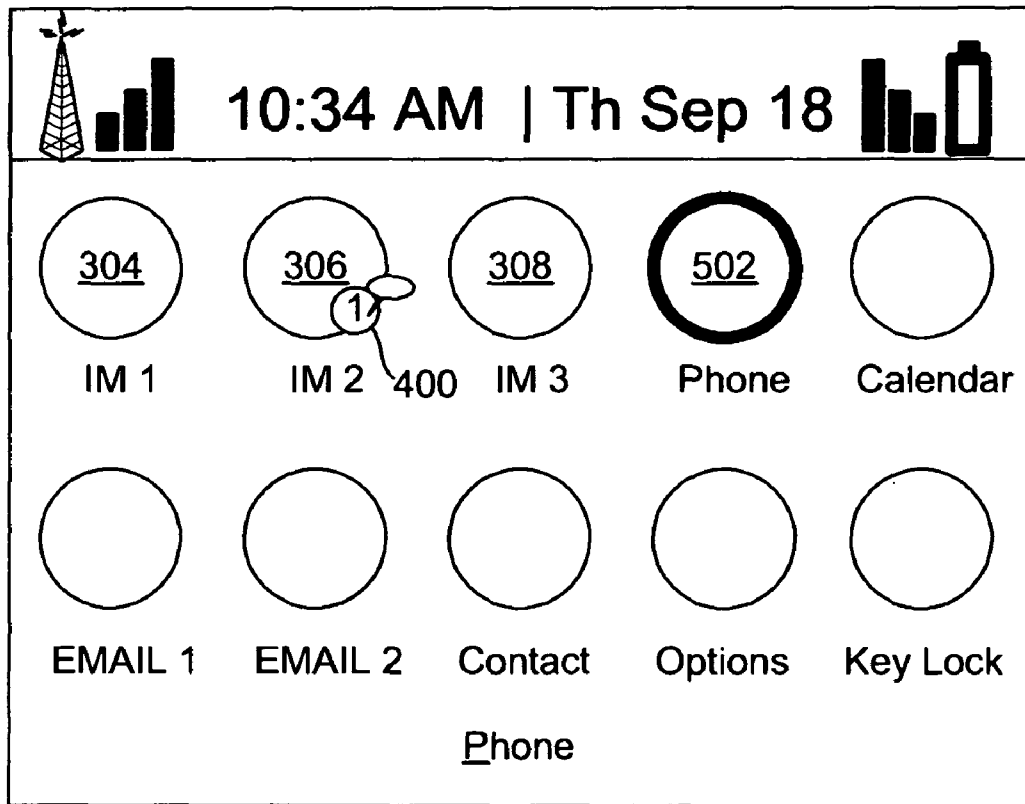 10:34 AM | Th Sep 18
304 306 308 502
1
IM 1 IM 2 400 IM 3 Phone Calendar
EMAIL 1 EMAIL 2 Contact Options Key Lock
Phone